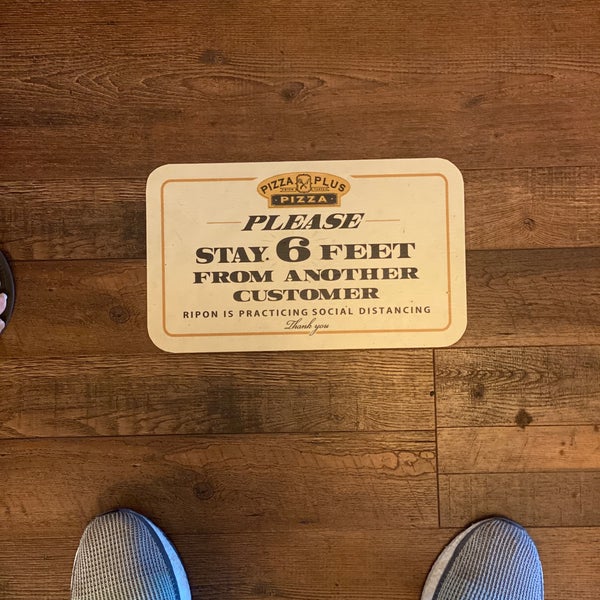 PIZZA PLUS
PIZZA
PLEASE
STAY 6 FEET
FROM ANOTHER
CUSTOMER
RIPON IS PRACTICING SOCIAL DISTANCING
Thank you